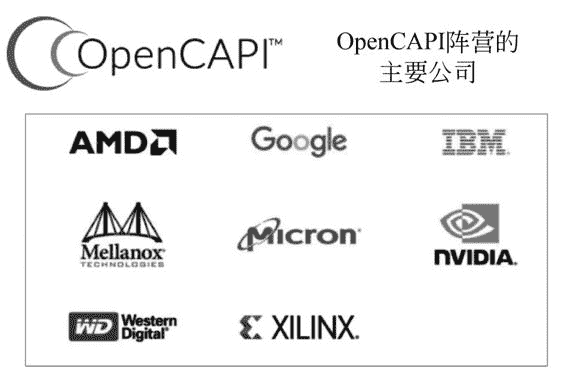 OpenCAPI™
OpenCAPI阵营的
主要公司
AMD
Google
IBM
Mellanox
TECHNOLOGIES
Micron
NVIDIA
WD Western
Digital
XILINX